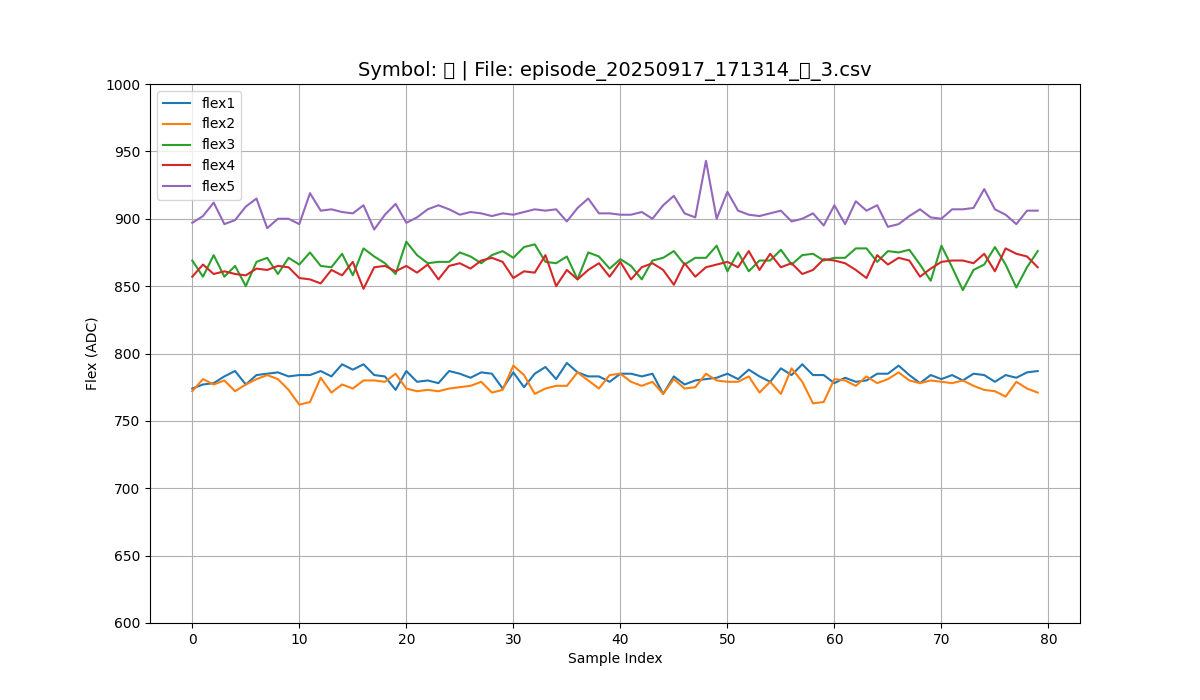 Symbol: | File: episode_20250917_171314_ _3.csv
1000
950
900
850
800
750
700
650
600
flex1
flex2
flex3
flex4
flex5
Flex (ADC)
0 10 20 30 40 50 60 70 80
Sample Index